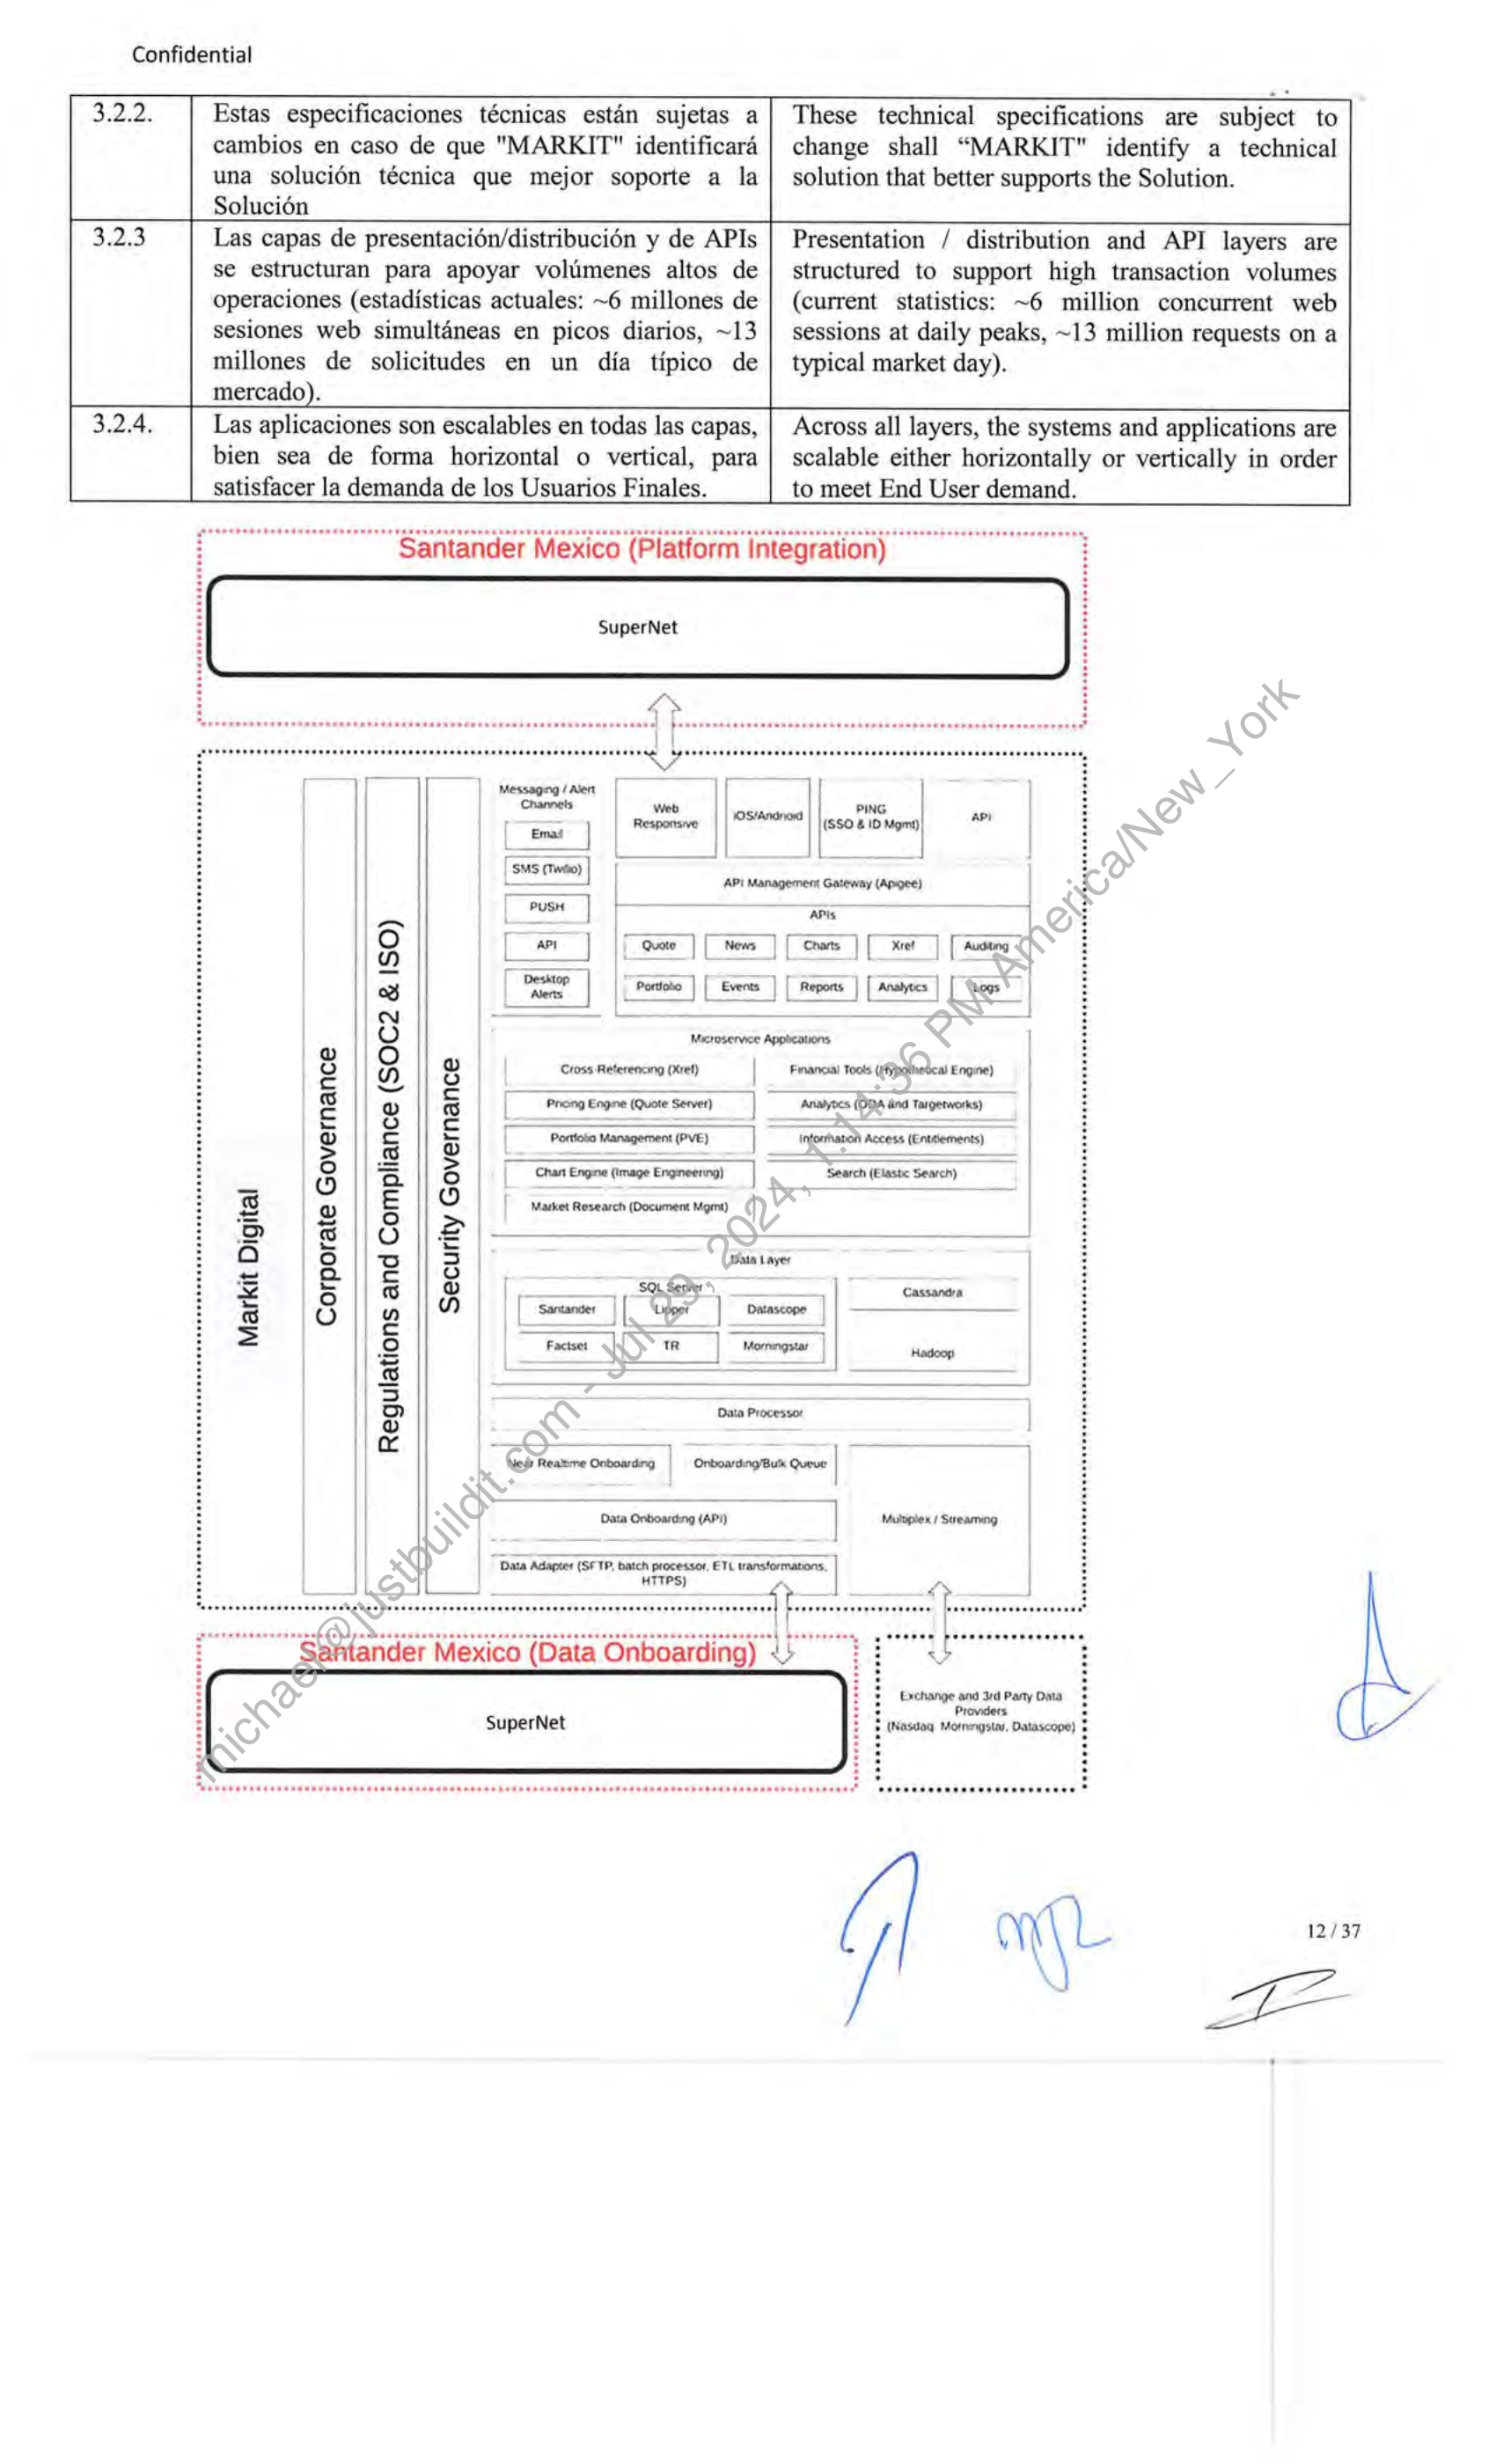 Confidential
3.2.2.
Estas especificaciones técnicas están sujetas a
cambios en caso de que "MARKIT" identificará
una solución técnica que mejor soporte a la
Solución
These technical specifications are subject to
change shall “MARKIT" identify a technical
solution that better supports the Solution.
3.2.3
Las capas de presentación/distribución y de APIs
se estructuran para apoyar volúmenes altos de
operaciones (estadísticas actuales: ~6 millones de
sesiones web simultáneas en picos diarios, ~13
millones de solicitudes en un día típico de
mercado).
Presentation / distribution and API layers are
structured to support high transaction volumes
(current statistics: ~6 million concurrent web
sessions at daily peaks, ~13 million requests on a
typical market day).
3.2.4.
Las aplicaciones son escalables en todas las capas,
bien sea de forma horizontal o vertical, para
satisfacer la demanda de los Usuarios Finales.
Across all layers, the systems and applications are
scalable either horizontally or vertically in order
to meet End User demand.
Santander Mexico (Platform Integration)
SuperNet
Markit Digital
Corporate Governance
Regulations and Compliance (SOC2 & ISO)
Security Governance
Messaging / Alert
Channels
Email
SMS (Twilio)
PUSH
API
Desktop
Alerts
Web
Responsive
iOS/Android
PING
(SSO & ID Mgmt)
API
API Management Gateway (Apigee)
APIs
Quote
News
Charts
Xref
Auditing
Portfolio
Events
Reports
Analytics
Logs
Microservice Applications
Cross Referencing (Xref)
Financial Tools (Hypothetical Engine)
Pricing Engine (Quote Server)
Analytics (ODA and Targetworks)
Portfolio Management (PVE)
Information Access (Entitlements)
Chart Engine (Image Engineering)
Search (Elastic Search)
Market Research (Document Mgmt)
Data Layer
SQL Server
Santander
Lipper
Datascope
Factset
TR
Morningstar
Cassandra
Hadoop
Data Processor
Near Realtime Onboarding
Onboarding/Bulk Queue
Data Onboarding (API)
Multiplex / Streaming
Data Adapter (SFTP, batch processor, ETL transformations,
HTTPS)
Santander Mexico (Data Onboarding)
SuperNet
Exchange and 3rd Party Data
Providers
(Nasdaq, Morningstar, Datascope)
michael@justbuildit.com - Jul 29, 2024, 1:14:36 PM America/New_York
12 / 37